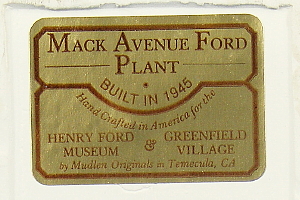 MACK AVENUE FORD
PLANT
BUILT IN 1945
Hand Crafted in America for the
HENRY FORD MUSEUM & GREENFIELD VILLAGE
by Mudlen Originals in Temecula, CA